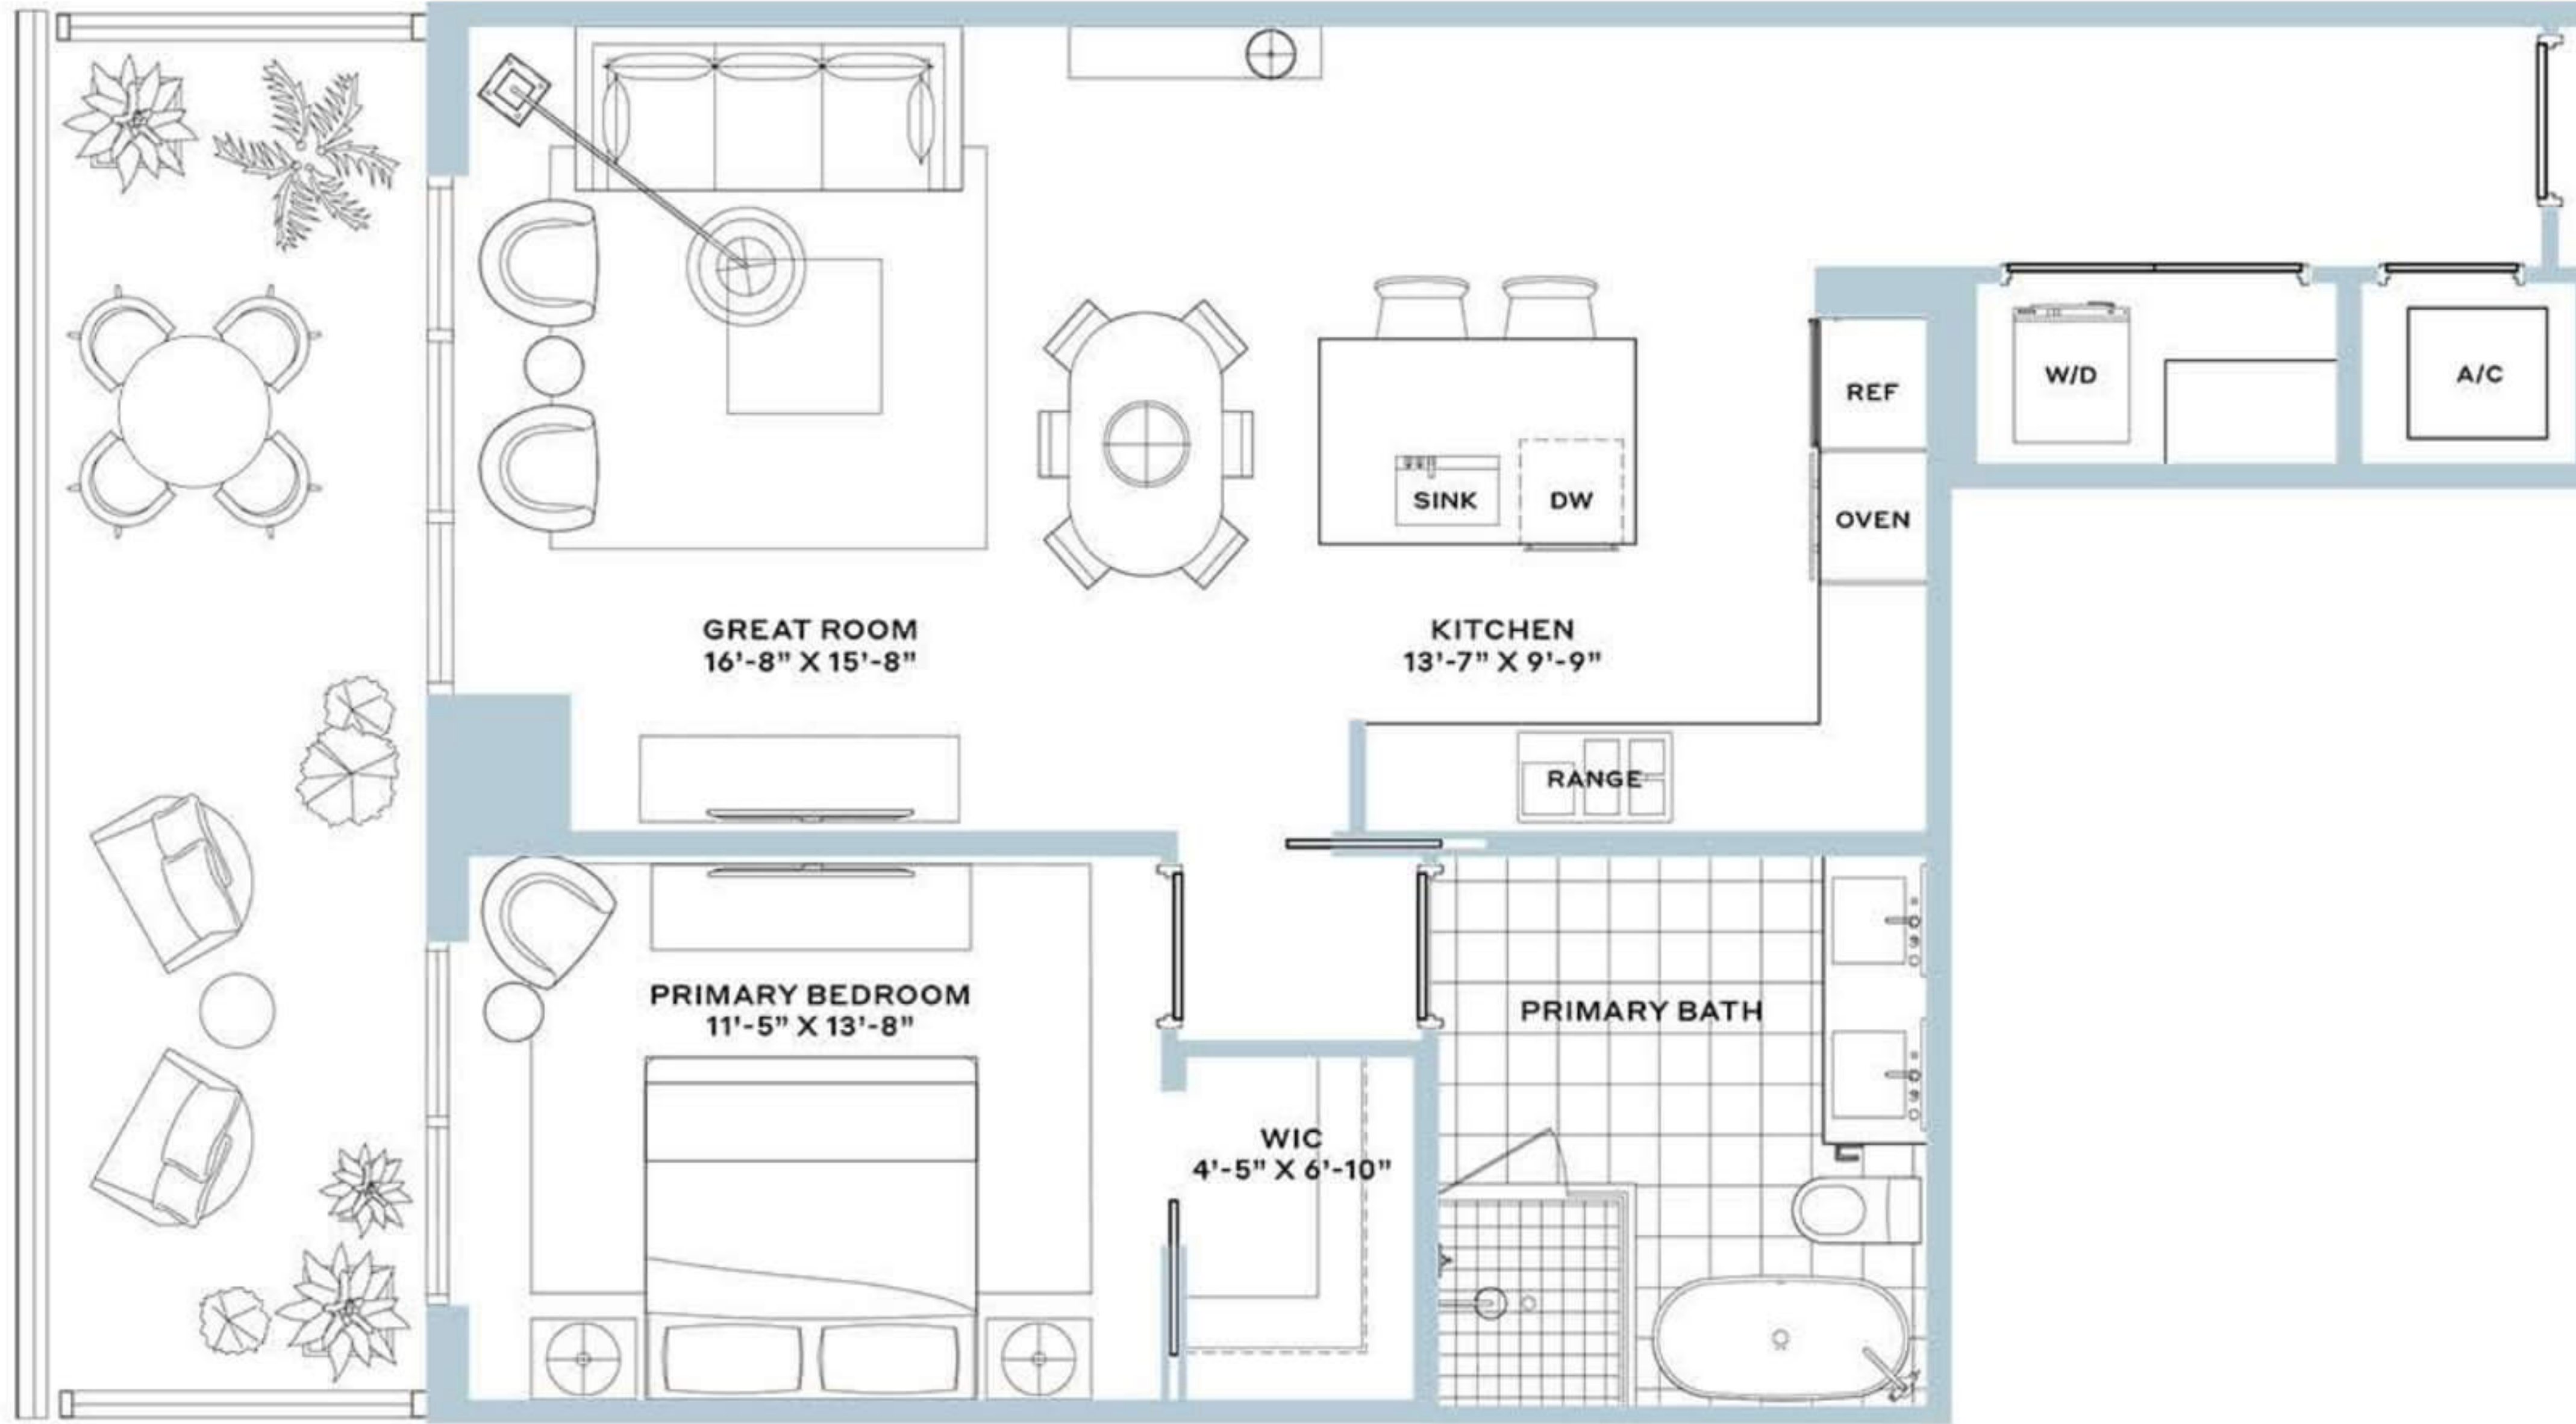 REF
W/D
A/C
SINK
DW
OVEN
GREAT ROOM
16'-8" X 15'-8"
KITCHEN
13'-7" X 9'-9"
RANGE
PRIMARY BEDROOM
11'-5" X 13'-8"
PRIMARY BATH
WIC
4'-5" X 6'-10"